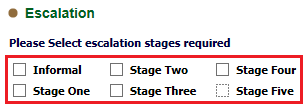 Escalation
Please Select escalation stages required
Informal Stage Two Stage Four
Stage One Stage Three Stage Five